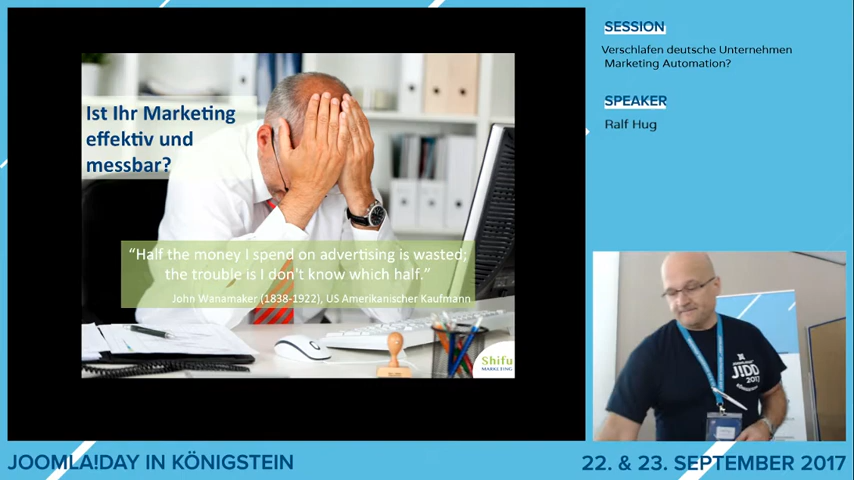 SESSION
Verschlafen deutsche Unternehmen
Marketing Automation?
SPEAKER
Ralf Hug
Ist Ihr Marketing
effektiv und
messbar?
“Half the money I spend on advertising is wasted;
the trouble is I don't know which half.”
John Wanamaker (1838-1922), US Amerikanischer Kaufmann
Shifu
MARKETING
JIDD
2017
JOOMLA!DAY IN KÖNIGSTEIN
22. & 23. SEPTEMBER 2017